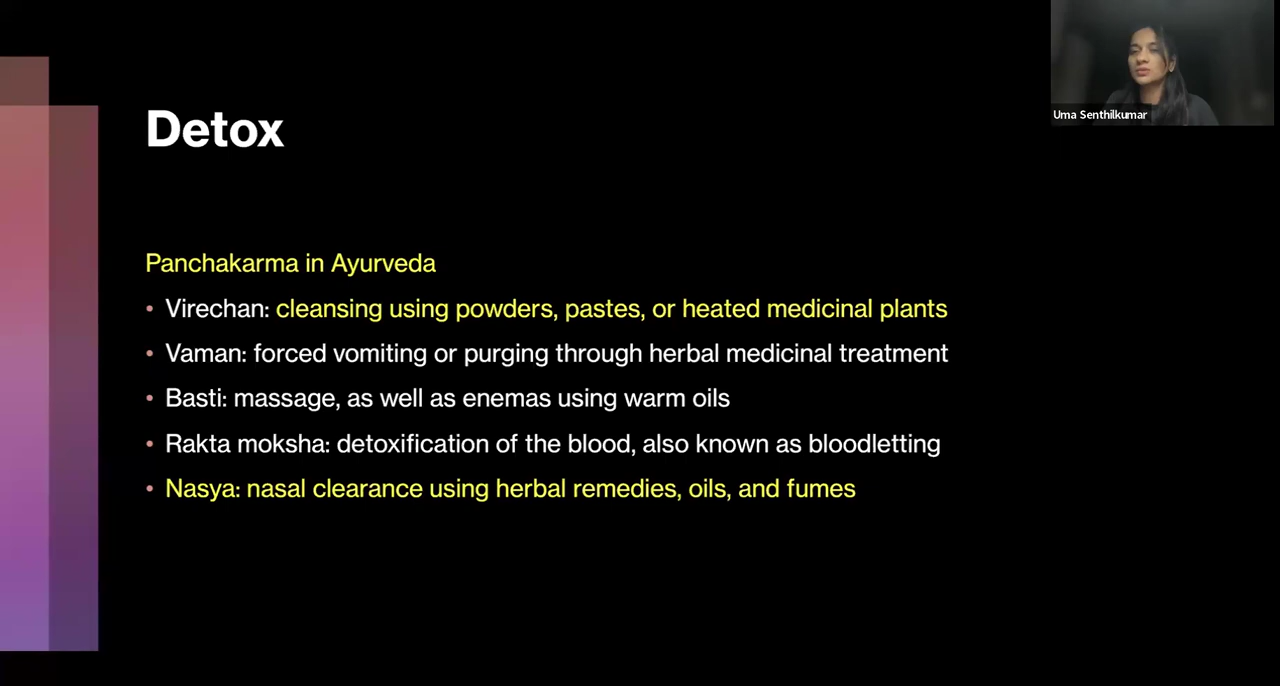 Uma Senthilkumar
Detox
Panchakarma in Ayurveda
• Virechan: cleansing using powders, pastes, or heated medicinal plants
• Vaman: forced vomiting or purging through herbal medicinal treatment
• Basti: massage, as well as enemas using warm oils
• Rakta moksha: detoxification of the blood, also known as bloodletting
• Nasya: nasal clearance using herbal remedies, oils, and fumes